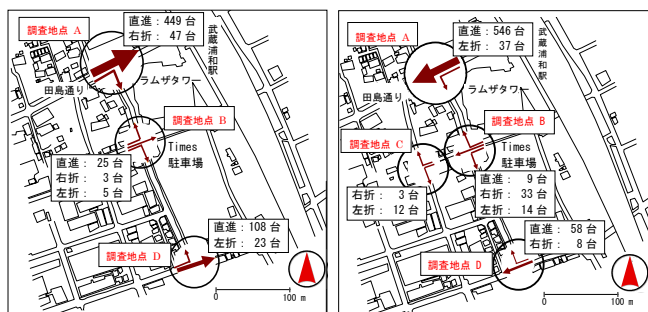 調査地点 A
直進：449 台
右折： 47 台
武蔵浦和駅
田島通り
ラムザタワー
調査地点 B
Times
駐車場
直進： 25 台
右折： 3 台
左折： 5 台
直進：108 台
左折： 23 台
調査地点 D
0
100 m
調査地点 A
直進：546 台
左折： 37 台
武蔵浦和駅
田島通り
ラムザタワー
調査地点 B
調査地点 C
Times
駐車場
右折： 3 台
左折： 12 台
直進： 9 台
右折： 33 台
左折： 14 台
直進： 58 台
右折： 8 台
調査地点 D
0
100 m